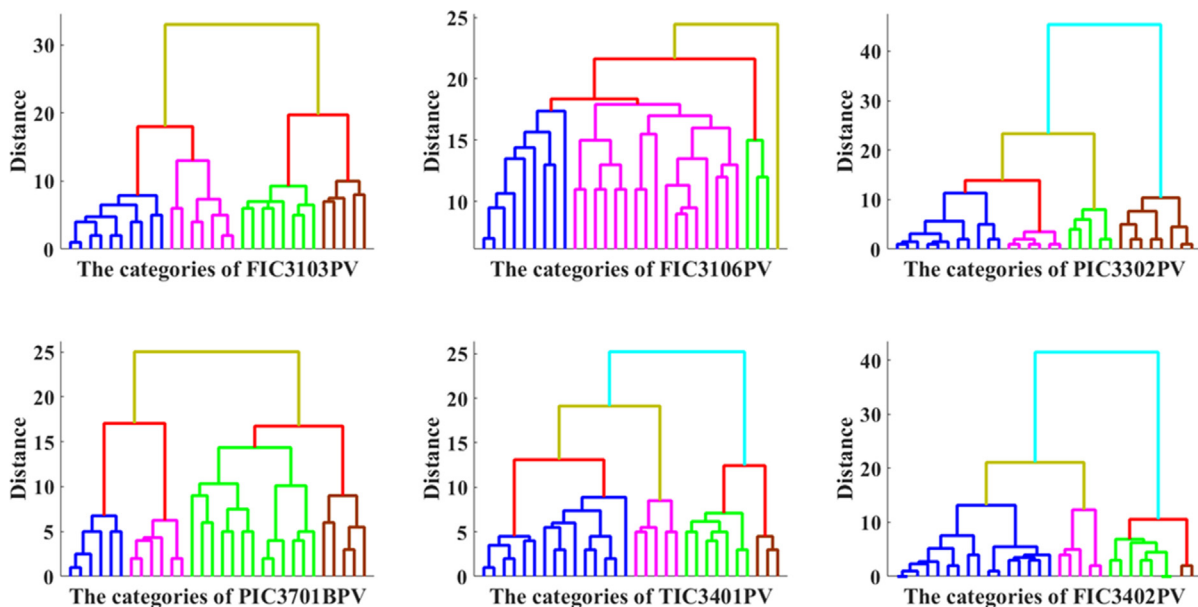 Distance
30
20
10
0
The categories of FIC3103PV
Distance
25
20
15
10
The categories of FIC3106PV
Distance
40
30
20
10
0
The categories of PIC3302PV
Distance
25
20
15
10
5
0
The categories of PIC3701BPV
Distance
25
20
15
10
5
0
The categories of TIC3401PV
Distance
40
30
20
10
0
The categories of FIC3402PV